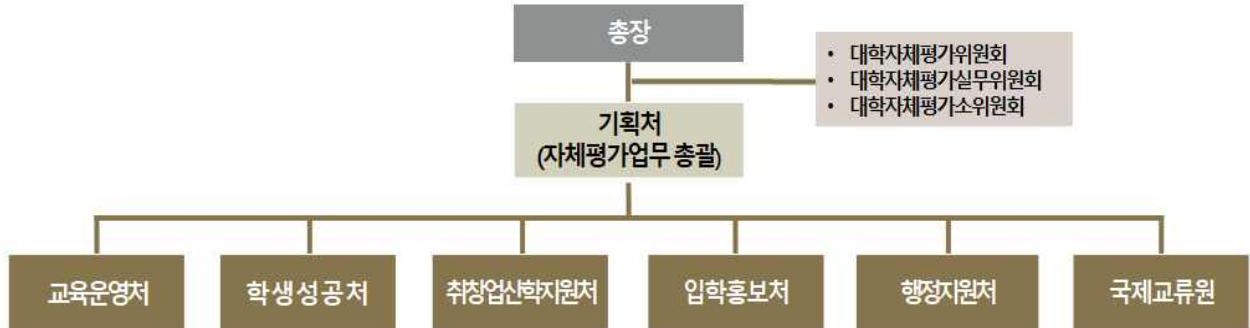 총장
• 대학자체평가위원회
• 대학자체평가실무위원회
• 대학자체평가소위원회
기획처
(자체평가업무 총괄)
교육운영처
학생성공처
취창업산학지원처
입학홍보처
행정지원처
국제교류원